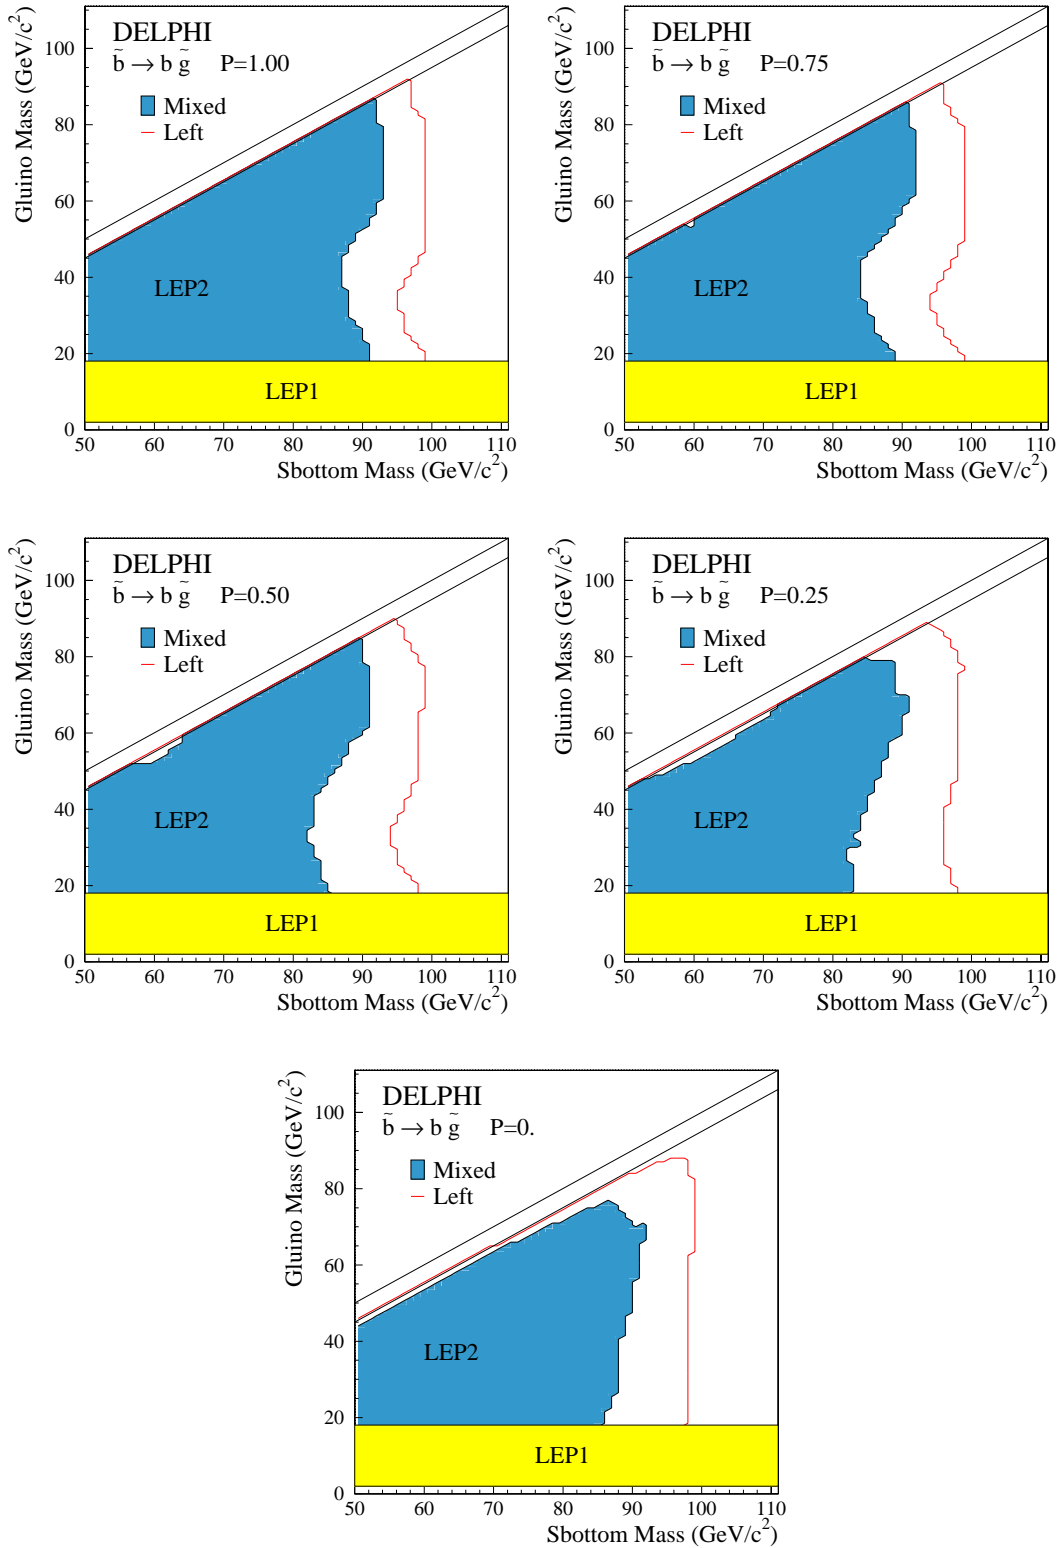 DELPHI
b̃ → b g̃ P=1.00
Mixed
Left
LEP2
LEP1
Gluino Mass (GeV/c²)
100
80
60
40
20
0
50 60 70 80 90 100 110
Sbottom Mass (GeV/c²)
DELPHI
b̃ → b g̃ P=0.75
Mixed
Left
LEP2
LEP1
Gluino Mass (GeV/c²)
100
80
60
40
20
0
50 60 70 80 90 100 110
Sbottom Mass (GeV/c²)
DELPHI
b̃ → b g̃ P=0.50
Mixed
Left
LEP2
LEP1
Gluino Mass (GeV/c²)
100
80
60
40
20
0
50 60 70 80 90 100 110
Sbottom Mass (GeV/c²)
DELPHI
b̃ → b g̃ P=0.25
Mixed
Left
LEP2
LEP1
Gluino Mass (GeV/c²)
100
80
60
40
20
0
50 60 70 80 90 100 110
Sbottom Mass (GeV/c²)
DELPHI
b̃ → b g̃ P=0.
Mixed
Left
LEP2
LEP1
Gluino Mass (GeV/c²)
100
80
60
40
20
0
50 60 70 80 90 100 110
Sbottom Mass (GeV/c²)